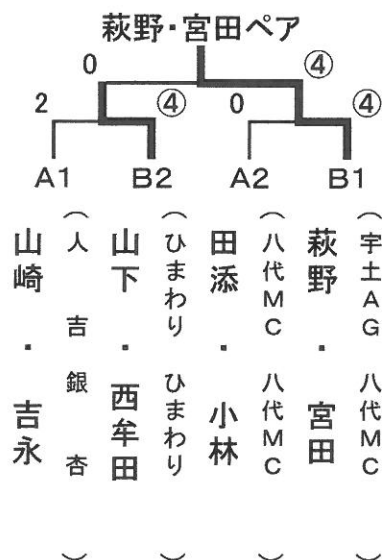 萩野・宮田ペア
0 ④
2 ④ 0 ④
A1 B2 A2 B1
山崎・吉永
（人吉銀杏）
山下・西牟田
（ひまわり ひまわり）
田添・小林
（八代MC 八代MC）
萩野・宮田
（宇土AG 八代MC）